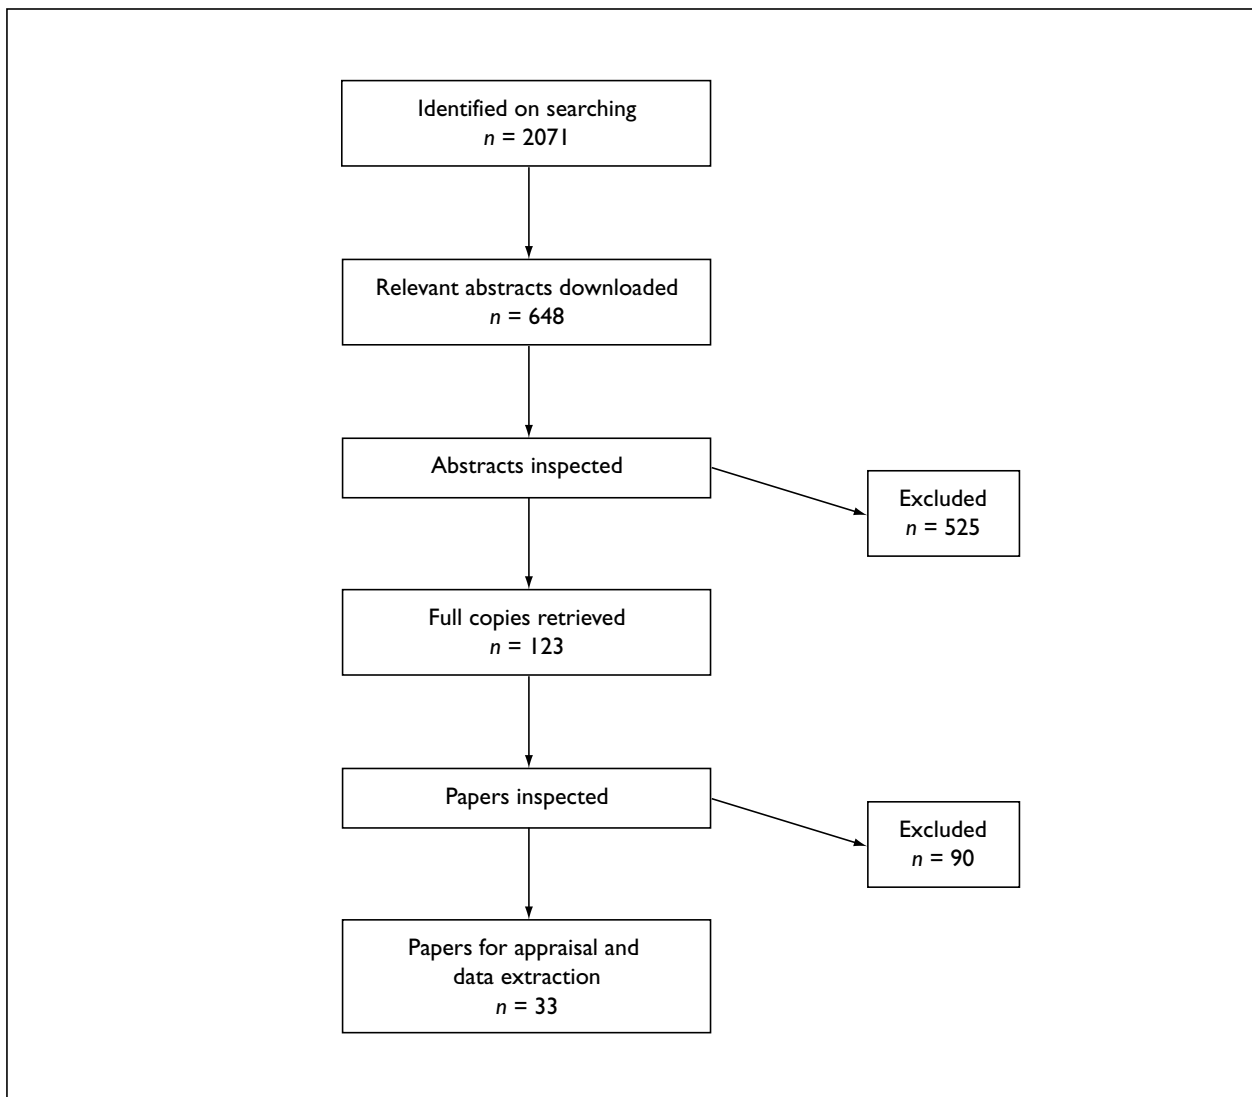 Identified on searching
n = 2071
Relevant abstracts downloaded
n = 648
Abstracts inspected
Excluded
n = 525
Full copies retrieved
n = 123
Papers inspected
Excluded
n = 90
Papers for appraisal and
data extraction
n = 33